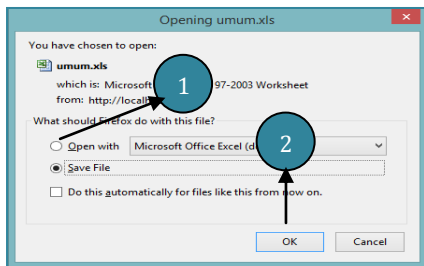 Opening umum.xls
You have chosen to open:
umum.xls
which is: Microsoft 97-2003 Worksheet
from: http://local
1
What should Firefox do with this file?
Open with Microsoft Office Excel (d
2
Save File
Do this automatically for files like this from now on.
OK Cancel